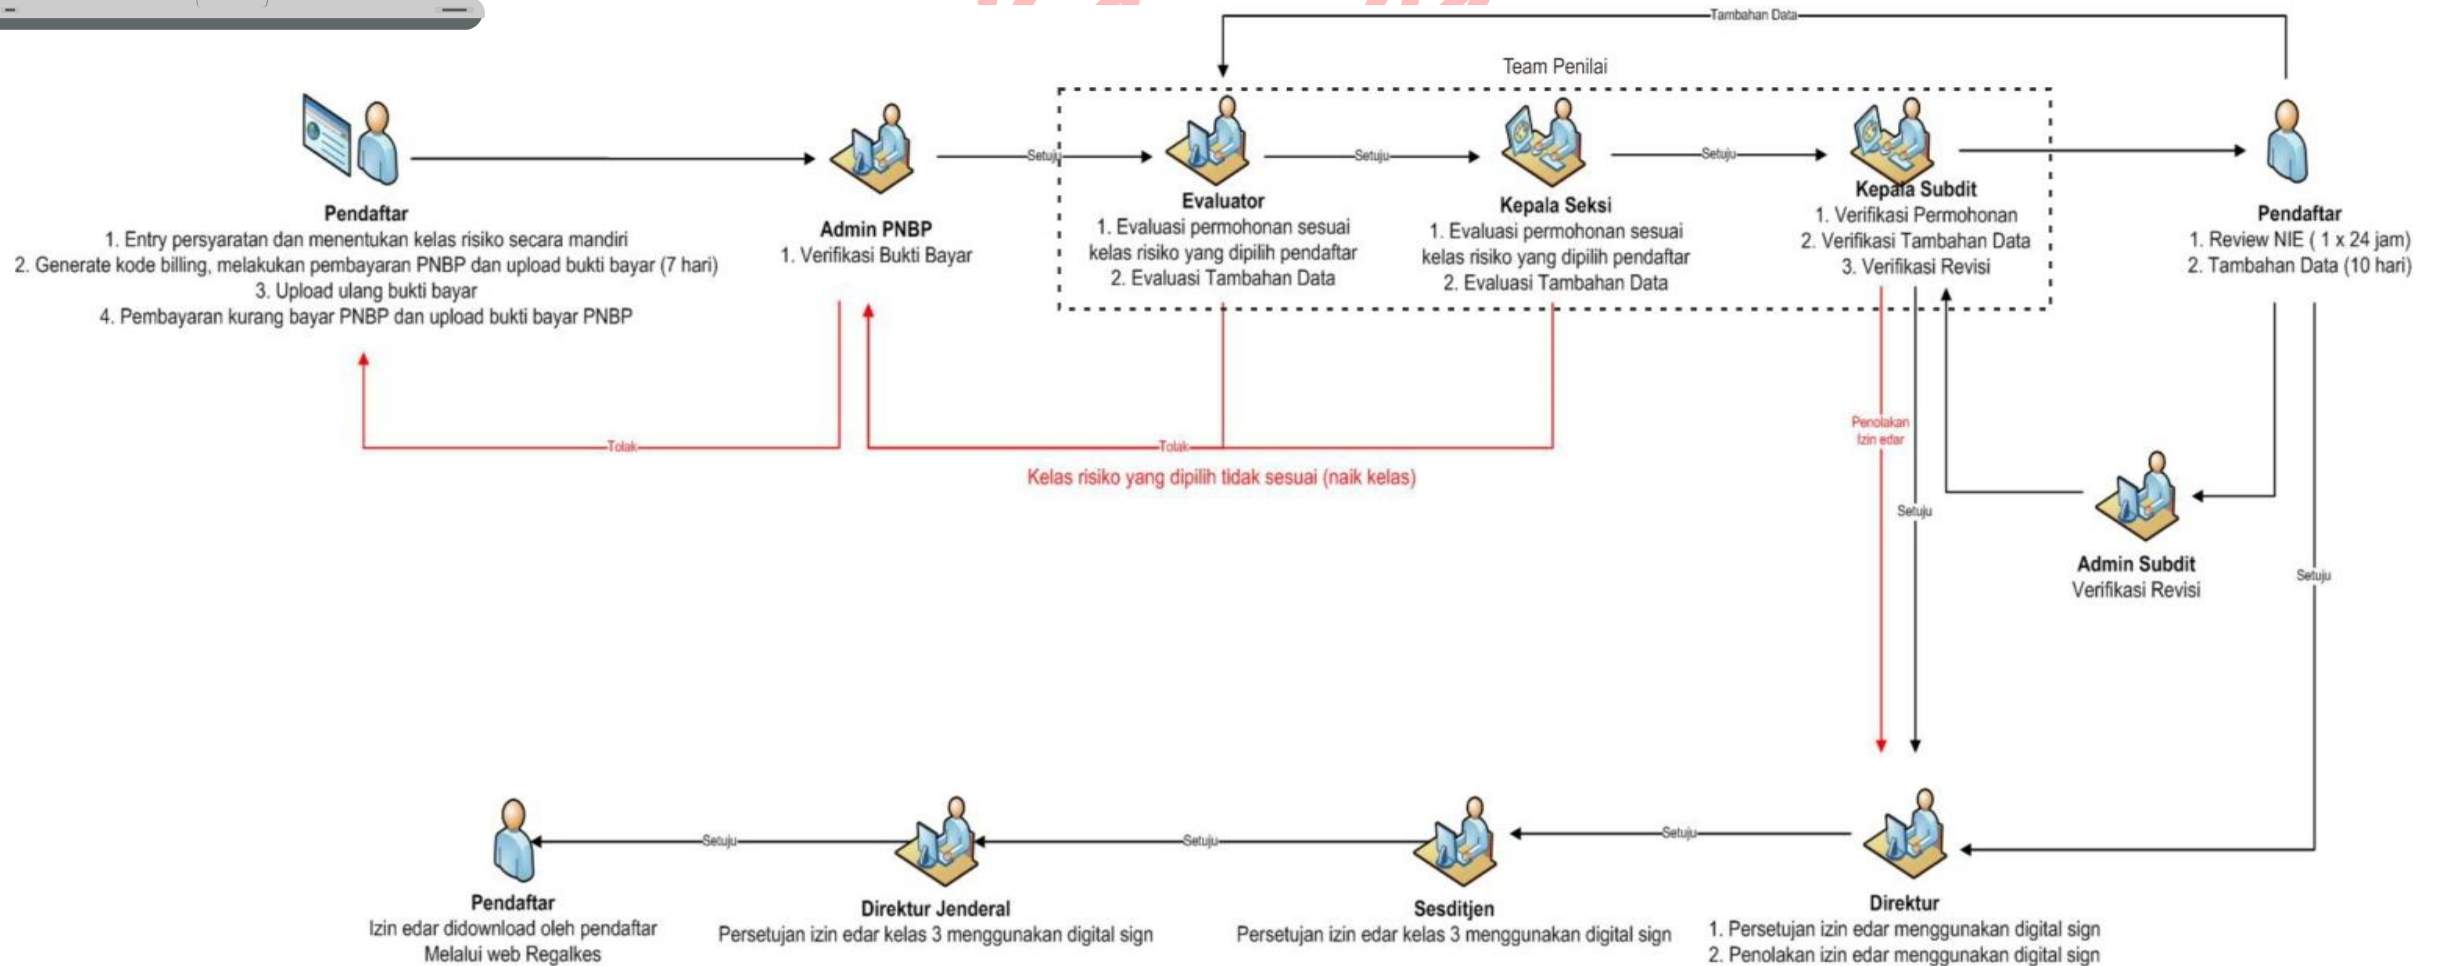 Tambahan Data
Team Penilai
Setuju
Setuju
Setuju
Pendaftar
1. Entry persyaratan dan menentukan kelas risiko secara mandiri
2. Generate kode billing, melakukan pembayaran PNBP dan upload bukti bayar (7 hari)
3. Upload ulang bukti bayar
4. Pembayaran kurang bayar PNBP dan upload bukti bayar PNBP
Admin PNBP
1. Verifikasi Bukti Bayar
Evaluator
1. Evaluasi permohonan sesuai
kelas risiko yang dipilih pendaftar
2. Evaluasi Tambahan Data
Kepala Seksi
1. Evaluasi permohonan sesuai
kelas risiko yang dipilih pendaftar
2. Evaluasi Tambahan Data
Kepala Subdit
1. Verifikasi Permohonan
2. Verifikasi Tambahan Data
3. Verifikasi Revisi
Pendaftar
1. Review NIE ( 1 x 24 jam)
2. Tambahan Data (10 hari)
Tolak
Tolak
Kelas risiko yang dipilih tidak sesuai (naik kelas)
Penolakan
Izin edar
Setuju
Admin Subdit
Verifikasi Revisi
Setuju
Setuju
Setuju
Setuju
Pendaftar
Izin edar didownload oleh pendaftar
Melalui web Regalkes
Direktur Jenderal
Persetujan izin edar kelas 3 menggunakan digital sign
Sesditjen
Persetujan izin edar kelas 3 menggunakan digital sign
Direktur
1. Persetujan izin edar menggunakan digital sign
2. Penolakan izin edar menggunakan digital sign